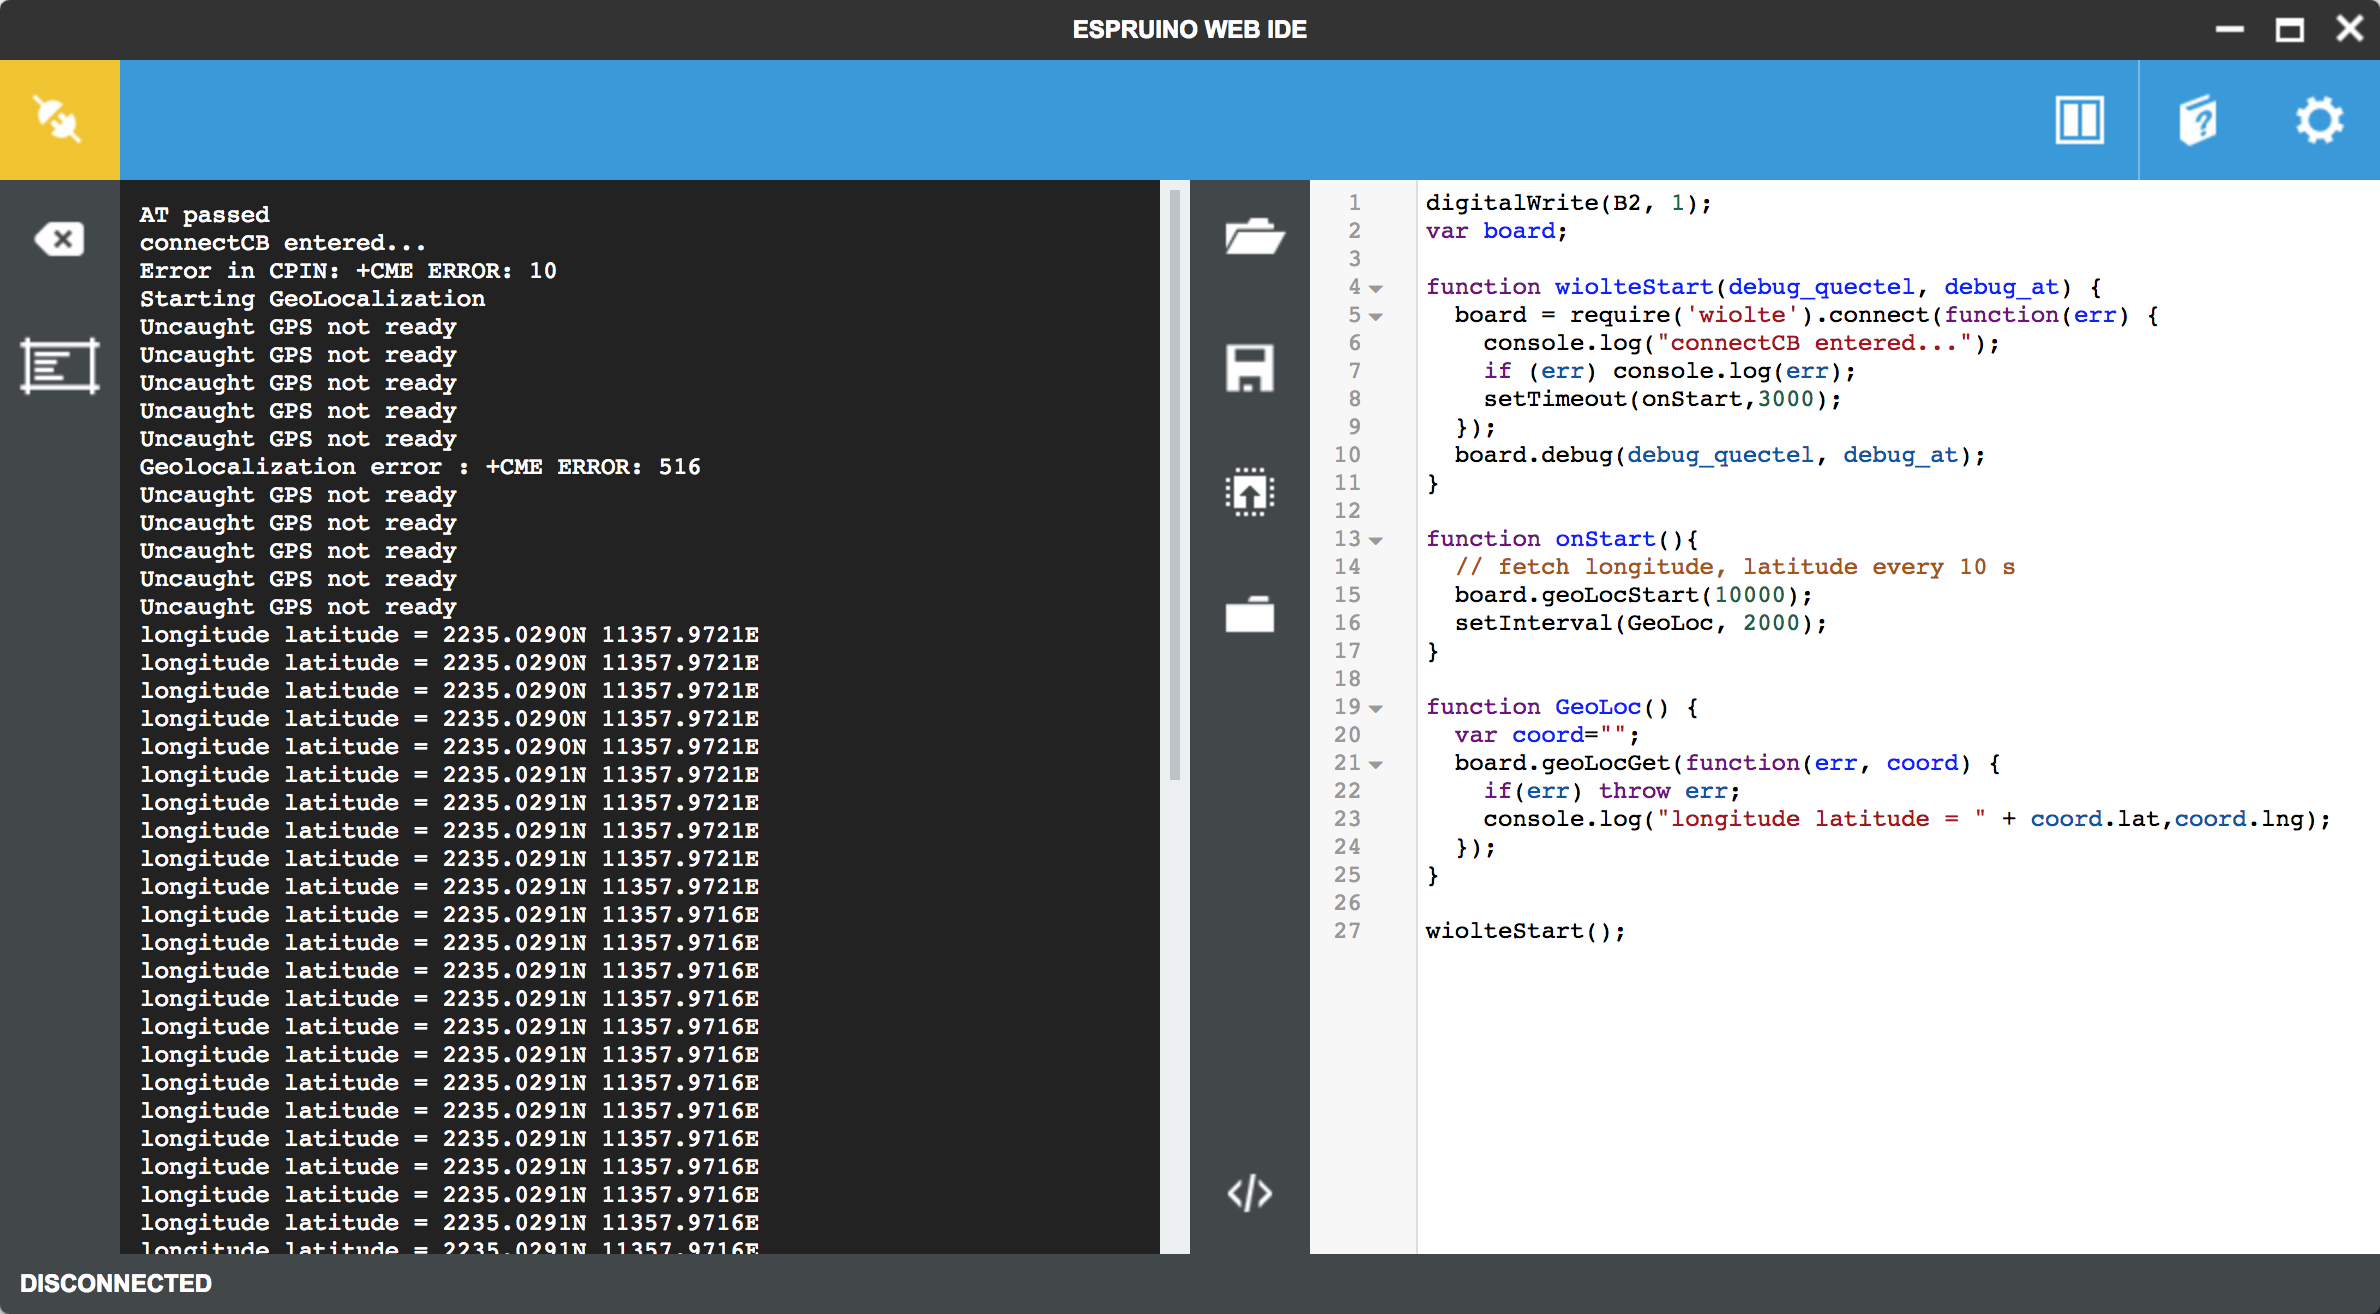 ESPRUINO WEB IDE
AT passed
connectCB entered...
Error in CPIN: +CME ERROR: 10
Starting GeoLocalization
Uncaught GPS not ready
Uncaught GPS not ready
Uncaught GPS not ready
Uncaught GPS not ready
Uncaught GPS not ready
Geolocalization error : +CME ERROR: 516
Uncaught GPS not ready
Uncaught GPS not ready
Uncaught GPS not ready
Uncaught GPS not ready
Uncaught GPS not ready
longitude latitude = 2235.0290N 11357.9721E
longitude latitude = 2235.0290N 11357.9721E
longitude latitude = 2235.0290N 11357.9721E
longitude latitude = 2235.0290N 11357.9721E
longitude latitude = 2235.0290N 11357.9721E
longitude latitude = 2235.0291N 11357.9721E
longitude latitude = 2235.0291N 11357.9721E
longitude latitude = 2235.0291N 11357.9721E
longitude latitude = 2235.0291N 11357.9721E
longitude latitude = 2235.0291N 11357.9721E
longitude latitude = 2235.0291N 11357.9716E
longitude latitude = 2235.0291N 11357.9716E
longitude latitude = 2235.0291N 11357.9716E
longitude latitude = 2235.0291N 11357.9716E
longitude latitude = 2235.0291N 11357.9716E
longitude latitude = 2235.0291N 11357.9716E
longitude latitude = 2235.0291N 11357.9716E
longitude latitude = 2235.0291N 11357.9716E
longitude latitude = 2235.0291N 11357.9716E
longitude latitude = 2235.0291N 11357.9716E
longitude latitude = 2235.0291N 11357.9716E
longitude latitude = 2235.0291N 11357.9716E
longitude latitude = 2235.0291N 11357.9716E
1 digitalWrite(B2, 1);
2 var board;
3
4 function wiolteStart(debug_quectel, debug_at) {
5   board = require('wiolte').connect(function(err) {
6     console.log("connectCB entered...");
7     if (err) console.log(err);
8     setTimeout(onStart,3000);
9   });
10   board.debug(debug_quectel, debug_at);
11 }
12
13 function onStart(){
14   // fetch longitude, latitude every 10 s
15   board.geoLocStart(10000);
16   setInterval(GeoLoc, 2000);
17 }
18
19 function GeoLoc() {
20   var coord="";
21   board.geoLocGet(function(err, coord) {
22     if(err) throw err;
23     console.log("longitude latitude = " + coord.lat,coord.lng);
24   });
25 }
26
27 wiolteStart();
DISCONNECTED